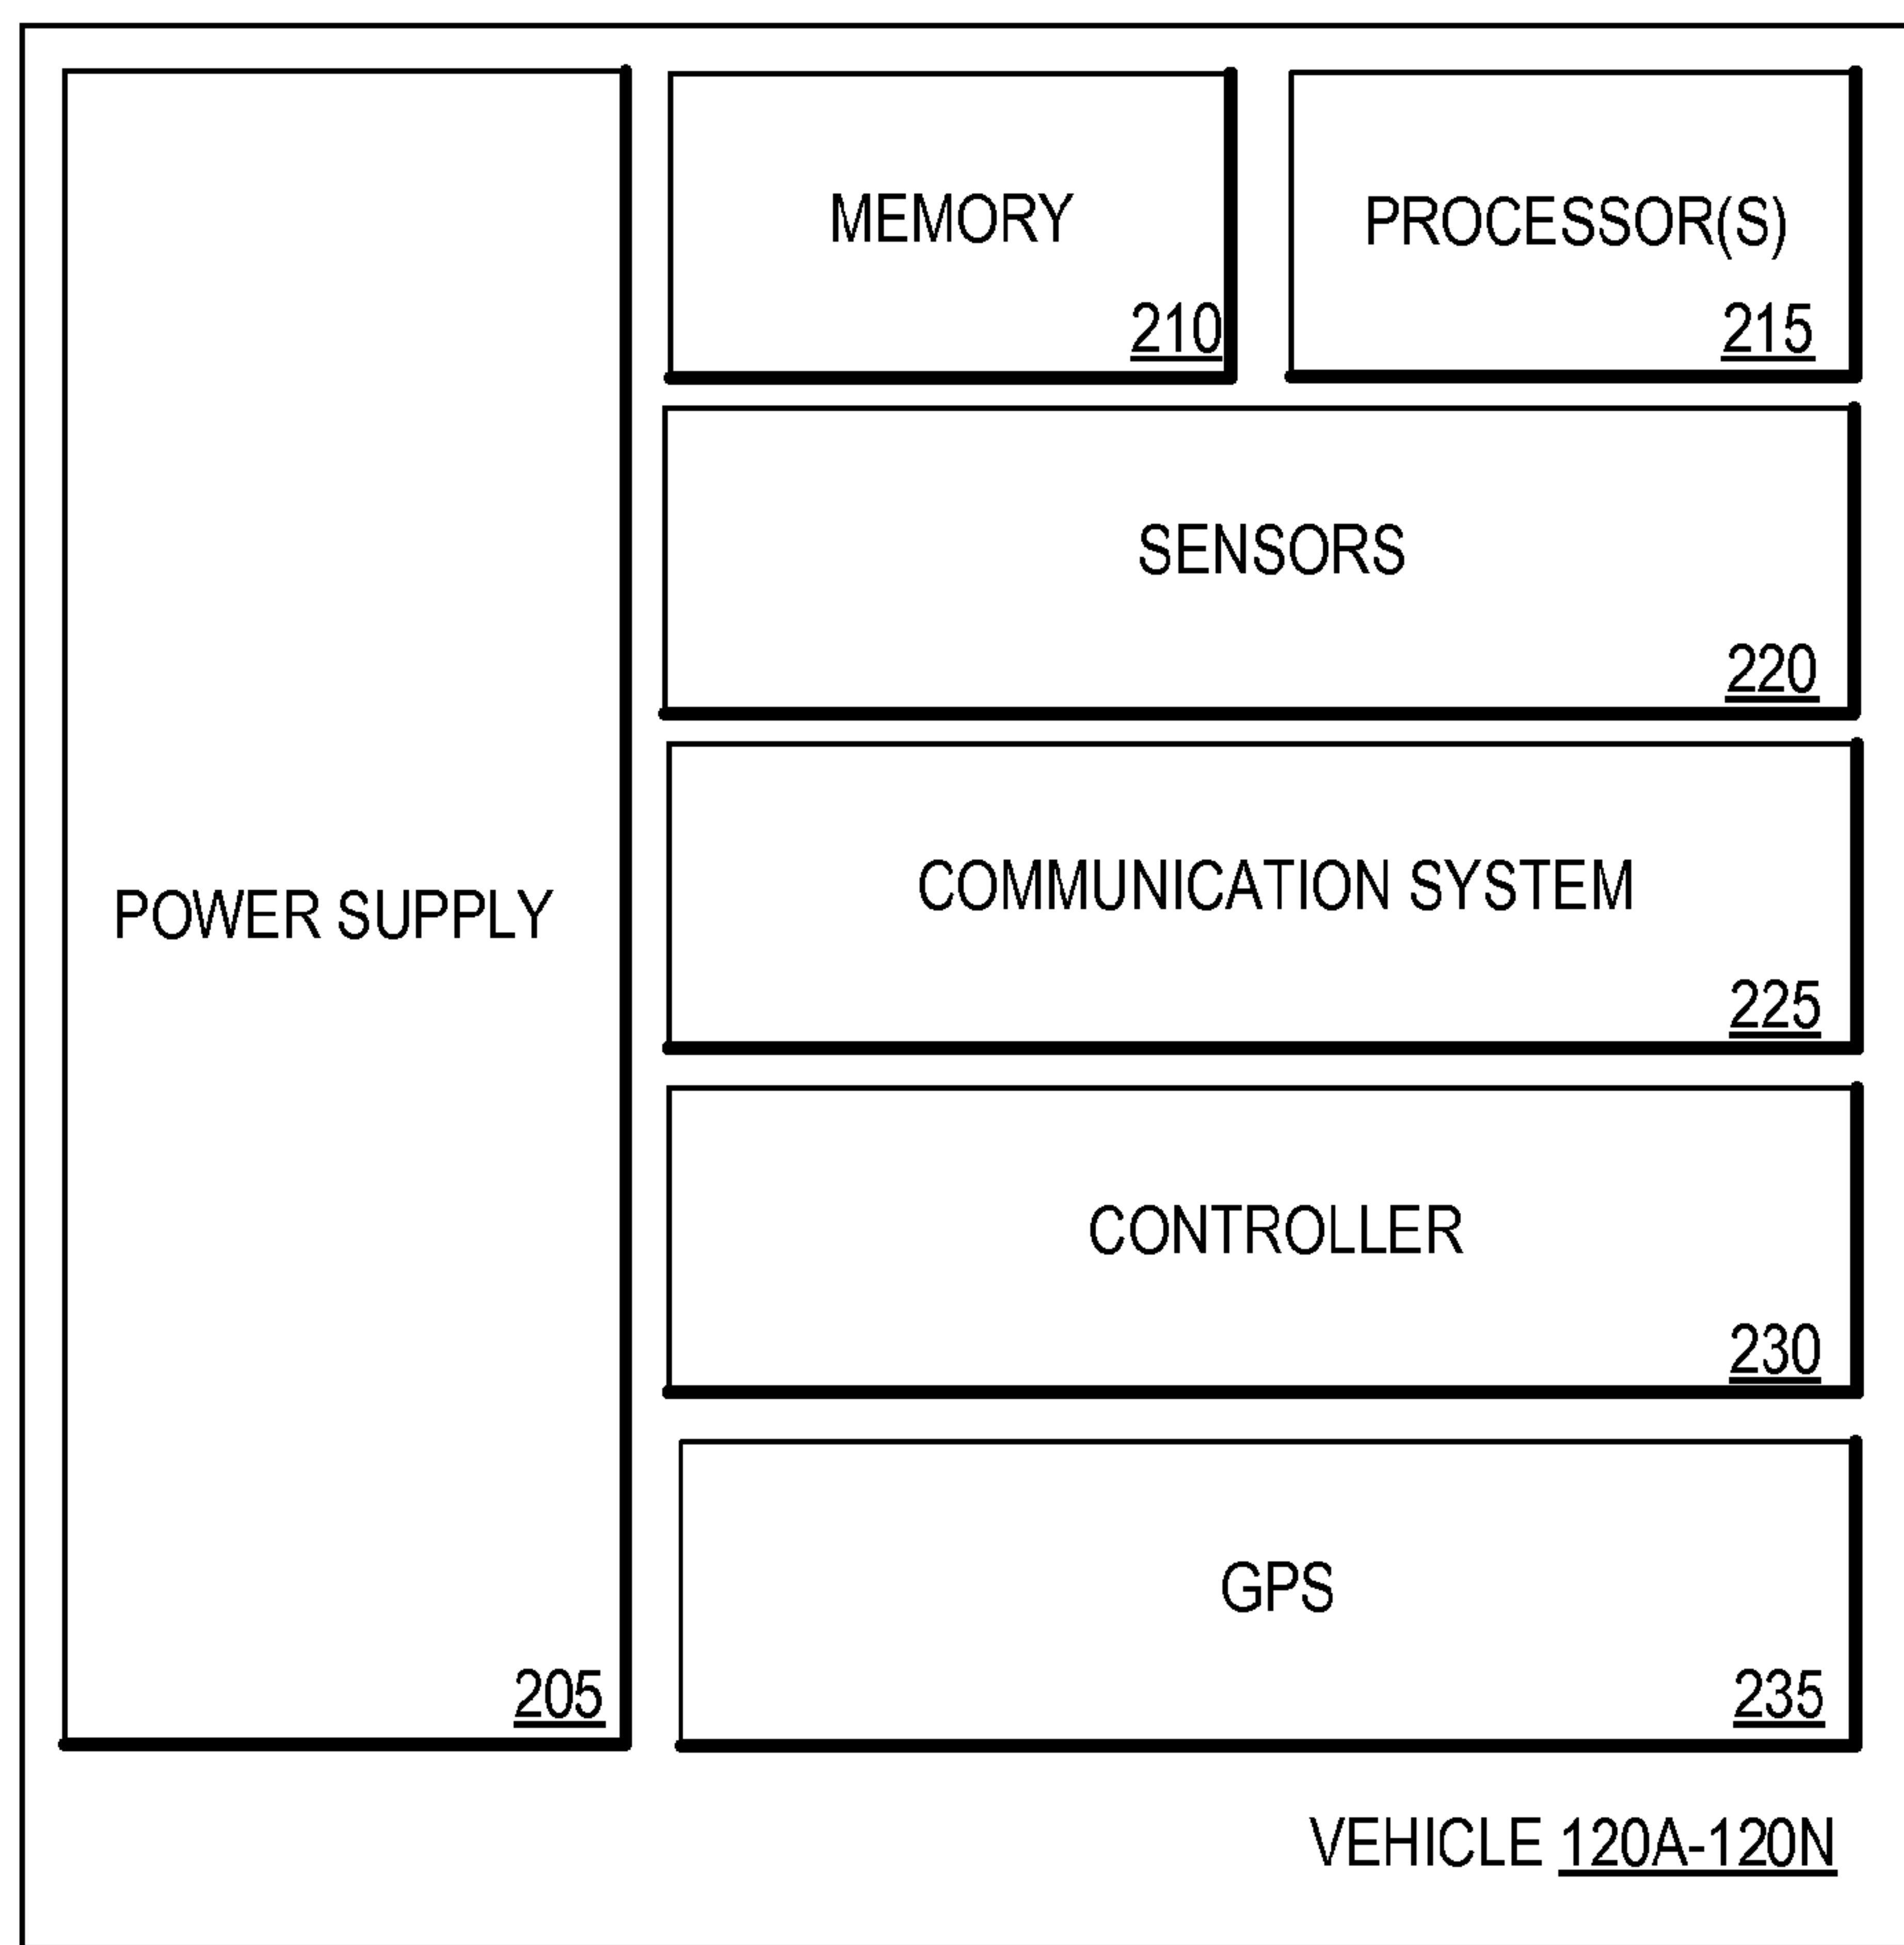 POWER SUPPLY
205
MEMORY
210
PROCESSOR(S)
215
SENSORS
220
COMMUNICATION SYSTEM
225
CONTROLLER
230
GPS
235
VEHICLE 120A-120N